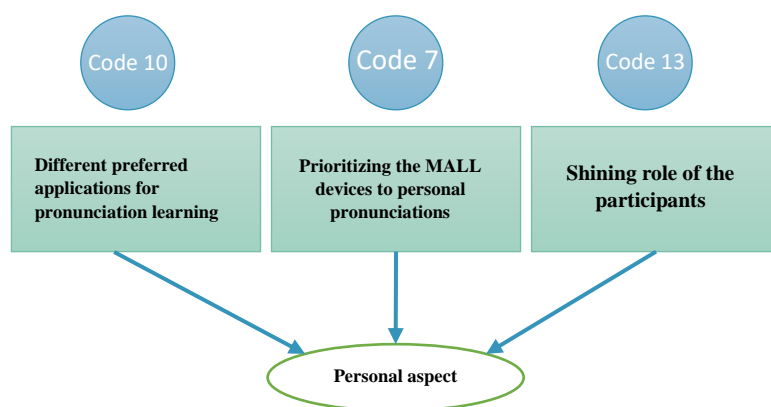 Code 10
Code 7
Code 13
Different preferred
applications for
pronunciation learning
Prioritizing the MALL
devices to personal
pronunciations
Shining role of the
participants
Personal aspect